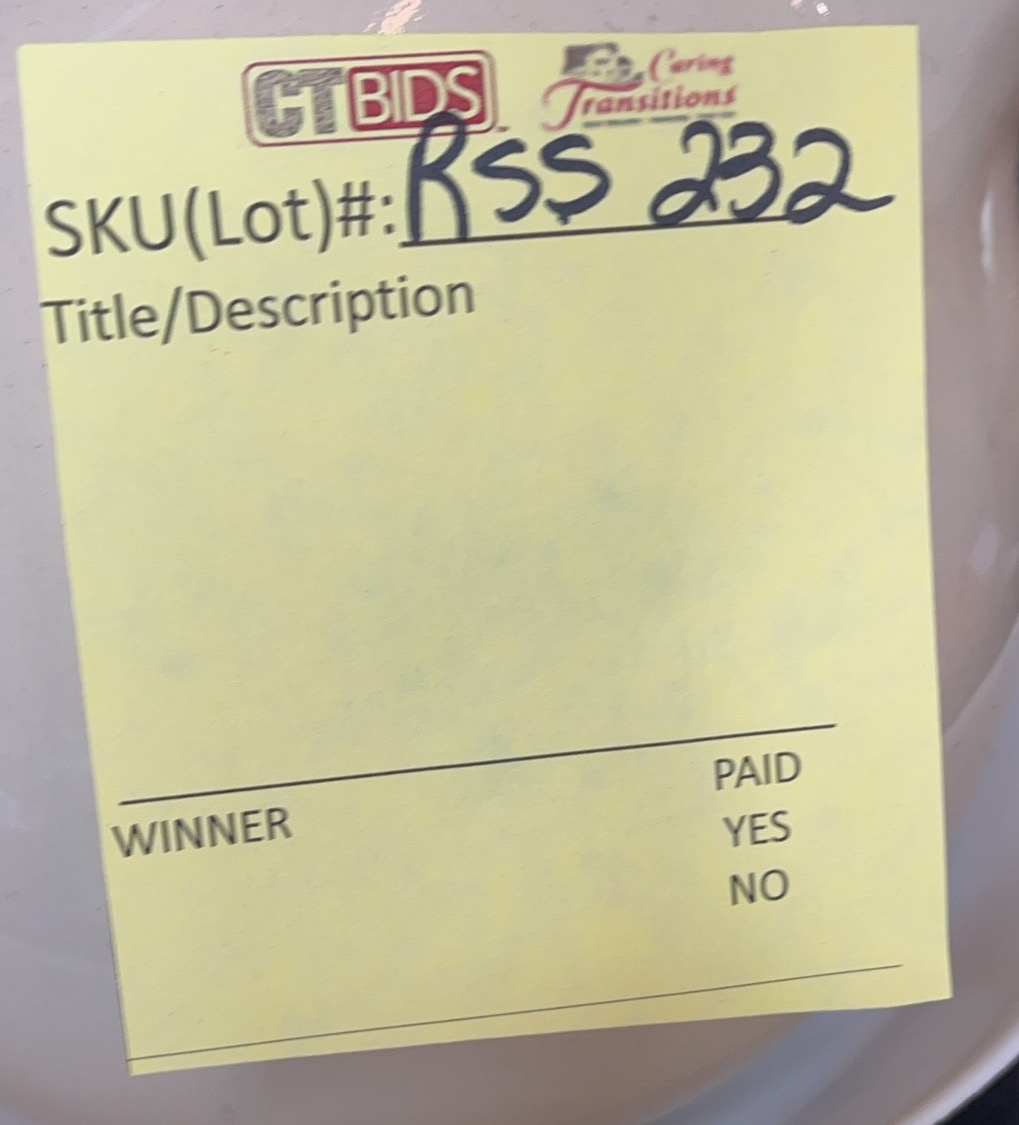 CTBIDS
Caring
Transitions
SKU(Lot)#: RSS 232
Title/Description
WINNER
PAID
YES
NO